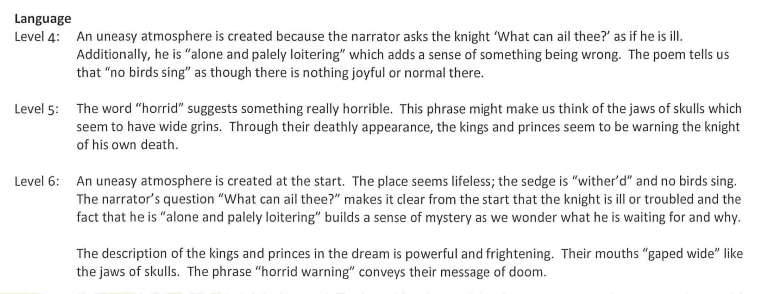 Language
Level 4: An uneasy atmosphere is created because the narrator asks the knight ‘What can ail thee?’ as if he is ill.
Additionally, he is “alone and palely loitering” which adds a sense of something being wrong. The poem tells us
that “no birds sing” as though there is nothing joyful or normal there.
Level 5: The word “horrid” suggests something really horrible. This phrase might make us think of the jaws of skulls which
seem to have wide grins. Through their deathly appearance, the kings and princes seem to be warning the knight
of his own death.
Level 6: An uneasy atmosphere is created at the start. The place seems lifeless; the sedge is “wither’d” and no birds sing.
The narrator’s question “What can ail thee?” makes it clear from the start that the knight is ill or troubled and the
fact that he is “alone and palely loitering” builds a sense of mystery as we wonder what he is waiting for and why.
The description of the kings and princes in the dream is powerful and frightening. Their mouths “gaped wide” like
the jaws of skulls. The phrase “horrid warning” conveys their message of doom.